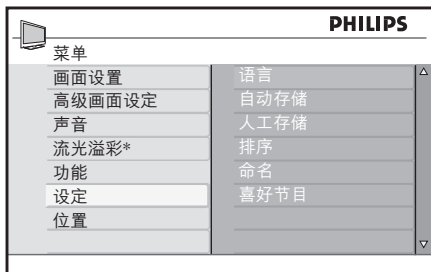 PHILIPS
菜单
画面设置
高级画面设定
声音
流光溢彩*
功能
设定
位置
语言
自动存储
人工存储
排序
命名
喜好节目